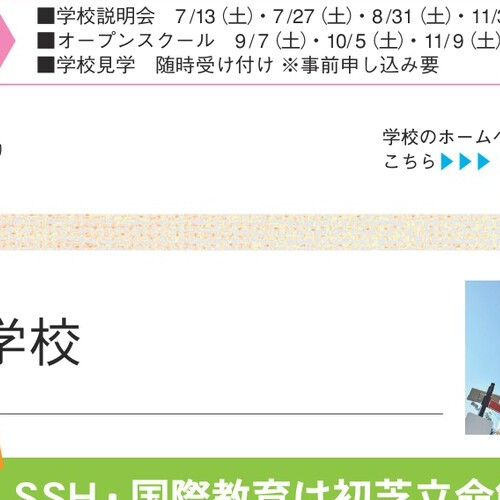 ■学校説明会　7/13（土）・7/27（土）・8/31（土）・11/
■オープンスクール　9/7（土）・10/5（土）・11/9（土）
■学校見学　随時受け付け ※事前申し込み要
学校のホーム
こちら▶▶▶
学校
SSH・国際教育は初芝立命